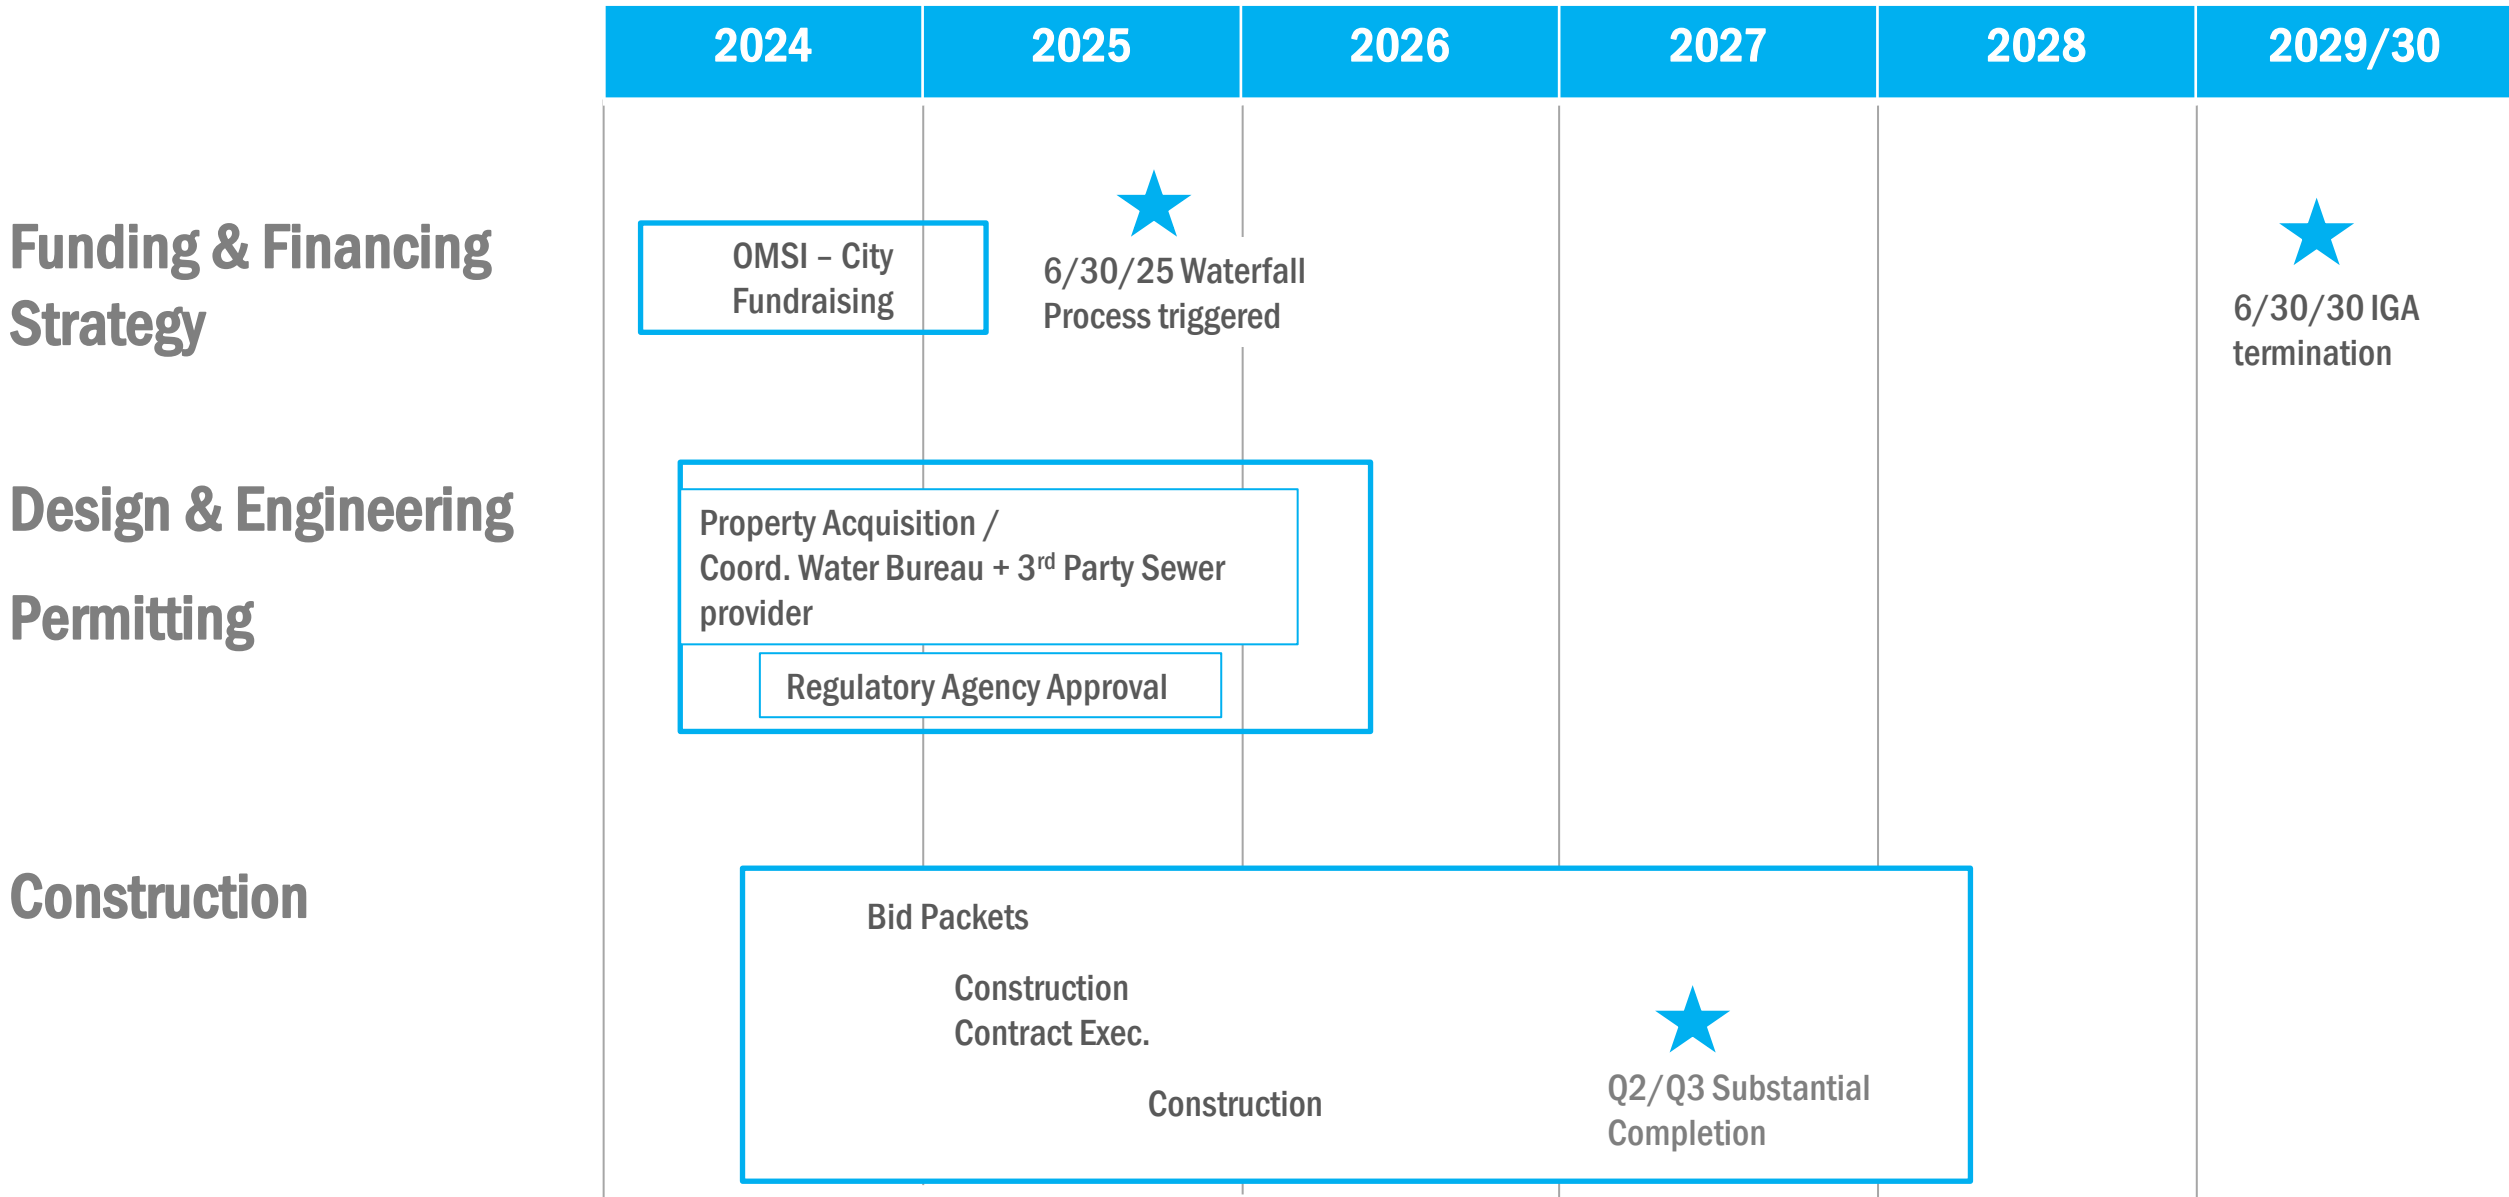 2024 2025 2026 2027 2028 2029/30
Funding & Financing
Strategy
OMSI – City
Fundraising
6/30/25 Waterfall
Process triggered
6/30/30 IGA
termination
Design & Engineering
Permitting
Property Acquisition /
Coord. Water Bureau + 3rd Party Sewer
provider
Regulatory Agency Approval
Construction
Bid Packets
Construction
Contract Exec.
Construction
Q2/Q3 Substantial
Completion